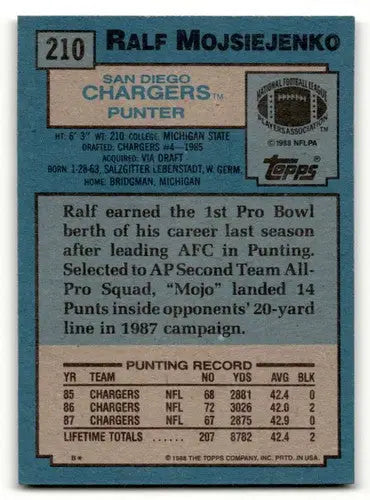 210 RALF MOJSIEJENKO
SAN DIEGO
CHARGERS™
PUNTER
NATIONAL FOOTBALL LEAGUE
PLAYERS ASSOCIATION™
© 1988 NFLPA
Topps
HT: 6' 3" WT: 210 COLLEGE: MICHIGAN STATE
DRAFTED: CHARGERS #4—1985
ACQUIRED: VIA DRAFT
BORN: 1-28-63, SALZGITTER LEBENSTADT, W. GERM.
HOME: BRIDGMAN, MICHIGAN
Ralf earned the 1st Pro Bowl
berth of his career last season
after leading AFC in Punting.
Selected to AP Second Team All-
Pro Squad, "Mojo" landed 14
Punts inside opponents' 20-yard
line in 1987 campaign.
PUNTING RECORD
YR TEAM NO YDS AVG BLK
85 CHARGERS NFL 68 2881 42.4 0
86 CHARGERS NFL 72 3026 42.0 2
87 CHARGERS NFL 67 2875 42.9 0
LIFETIME TOTALS 207 8782 42.4 2
B* © 1988 THE TOPPS COMPANY, INC. PRTD. IN U.S.A.